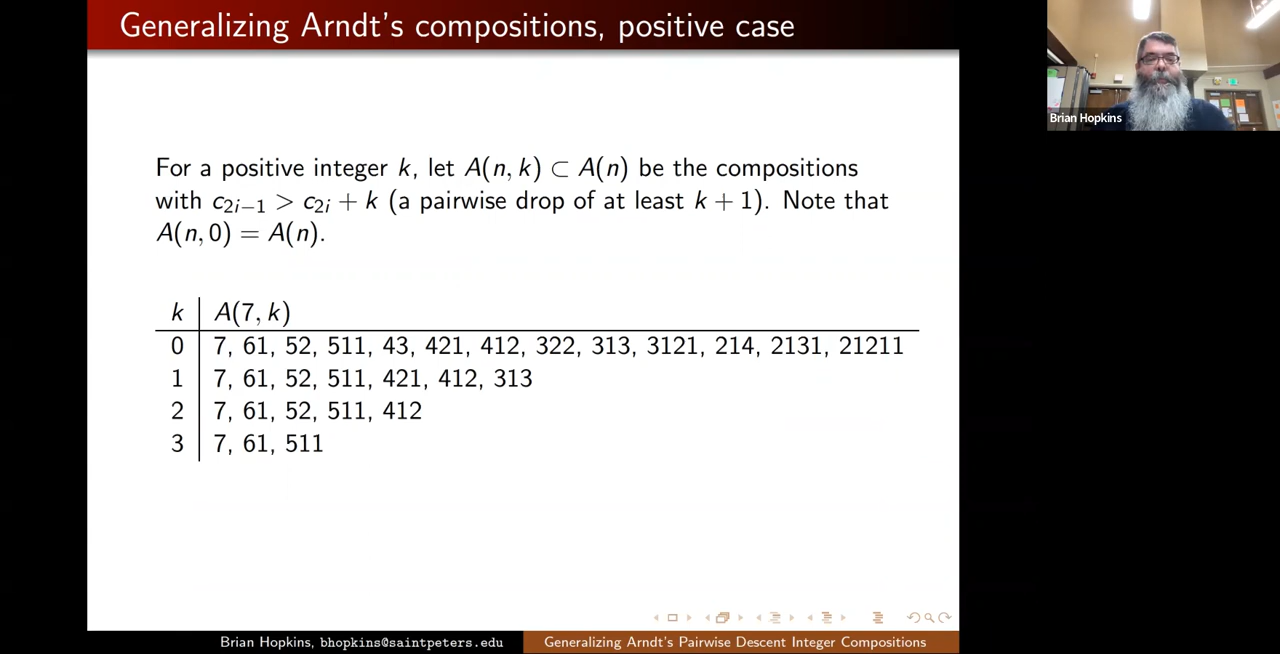 Generalizing Arndt's compositions, positive case
Brian Hopkins
For a positive integer k, let A(n, k) ⊂ A(n) be the compositions
with c₂ᵢ₋₁ > c₂ᵢ + k (a pairwise drop of at least k + 1). Note that
A(n, 0) = A(n).
k A(7, k)
0 7, 61, 52, 511, 43, 421, 412, 322, 313, 3121, 214, 2131, 21211
1 7, 61, 52, 511, 421, 412, 313
2 7, 61, 52, 511, 412
3 7, 61, 511
Brian Hopkins, bhopkins@saintpeters.edu Generalizing Arndt's Pairwise Descent Integer Compositions